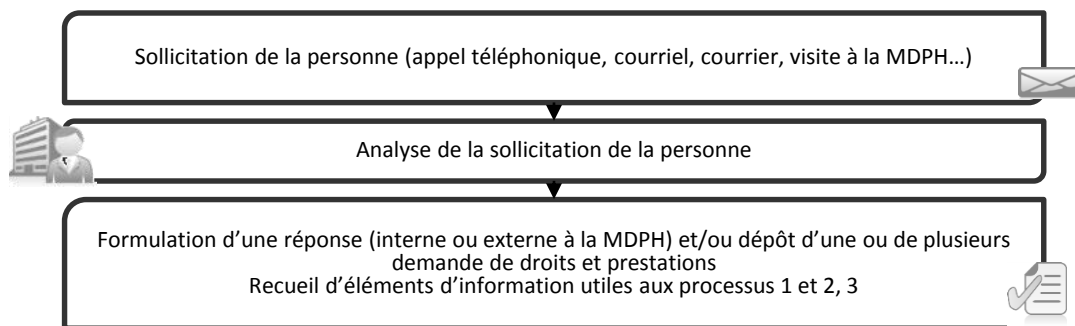 Sollicitation de la personne (appel téléphonique, courriel, courrier, visite à la MDPH…)
Analyse de la sollicitation de la personne
Formulation d’une réponse (interne ou externe à la MDPH) et/ou dépôt d’une ou de plusieurs
demande de droits et prestations
Recueil d’éléments d’information utiles aux processus 1 et 2, 3